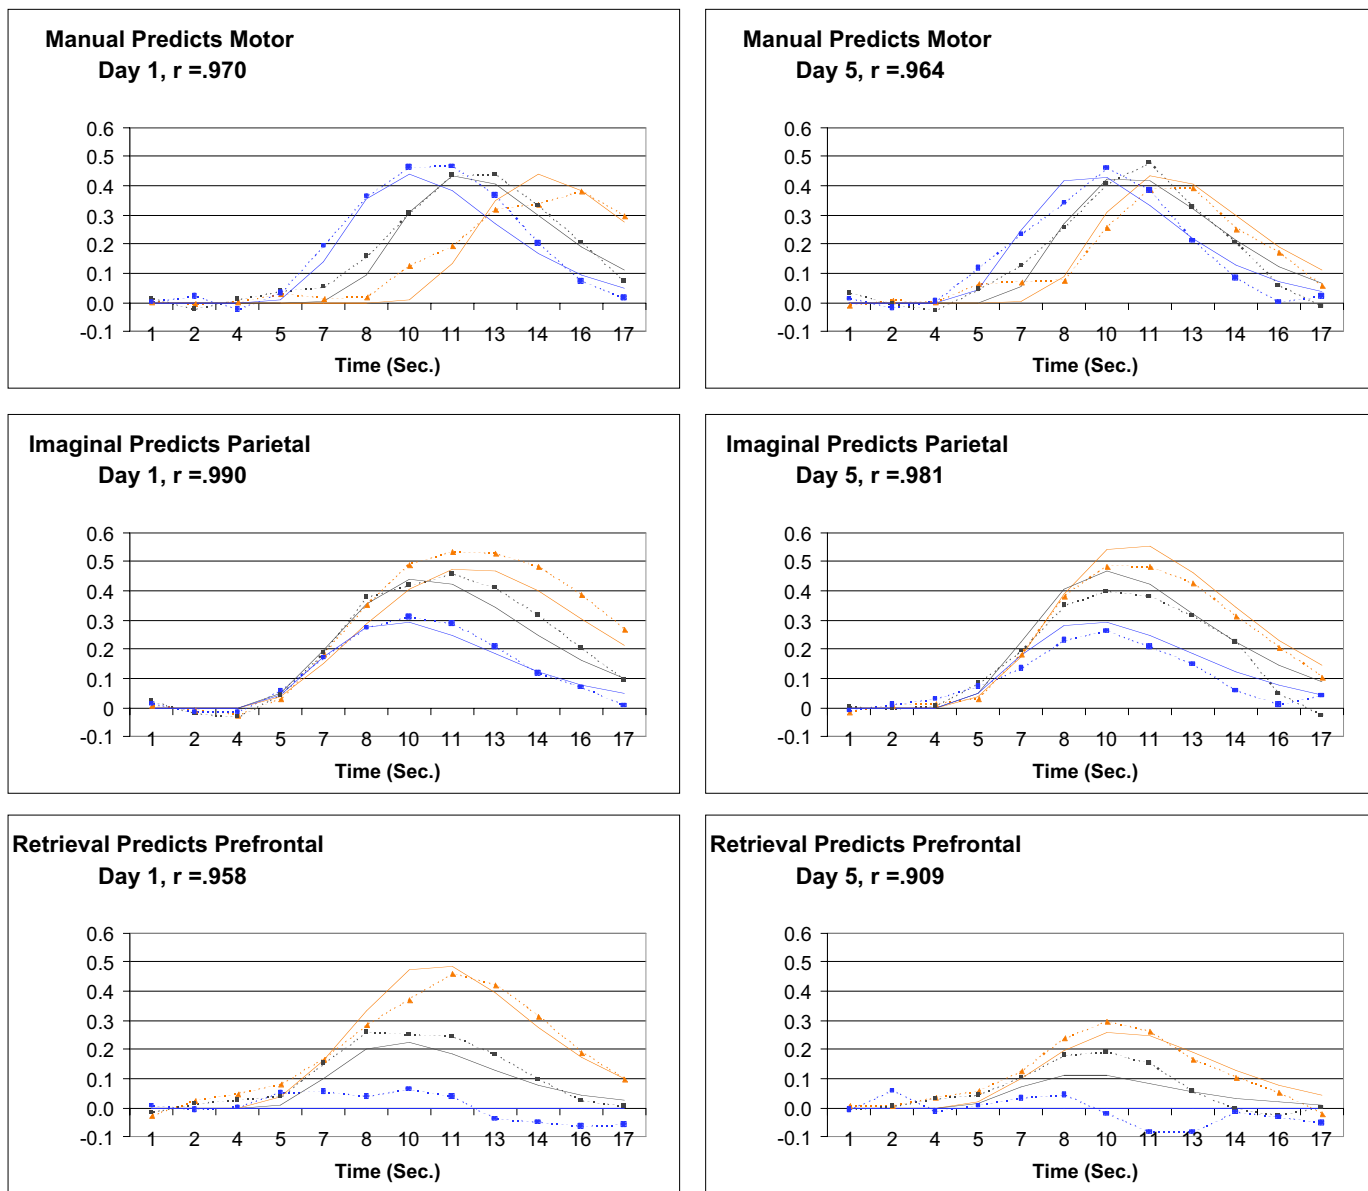 Manual Predicts Motor
Day 1, r =.970
0.6
0.5
0.4
0.3
0.2
0.1
0.0
-0.1
1 2 4 5 7 8 10 11 13 14 16 17
Time (Sec.)
Manual Predicts Motor
Day 5, r =.964
0.6
0.5
0.4
0.3
0.2
0.1
0.0
-0.1
1 2 4 5 7 8 10 11 13 14 16 17
Time (Sec.)
Imaginal Predicts Parietal
Day 1, r =.990
0.6
0.5
0.4
0.3
0.2
0.1
0
-0.1
1 2 4 5 7 8 10 11 13 14 16 17
Time (Sec.)
Imaginal Predicts Parietal
Day 5, r =.981
0.6
0.5
0.4
0.3
0.2
0.1
0
-0.1
1 2 4 5 7 8 10 11 13 14 16 17
Time (Sec.)
Retrieval Predicts Prefrontal
Day 1, r =.958
0.6
0.5
0.4
0.3
0.2
0.1
0.0
-0.1
1 2 4 5 7 8 10 11 13 14 16 17
Time (Sec.)
Retrieval Predicts Prefrontal
Day 5, r =.909
0.6
0.5
0.4
0.3
0.2
0.1
0.0
-0.1
1 2 4 5 7 8 10 11 13 14 16 17
Time (Sec.)